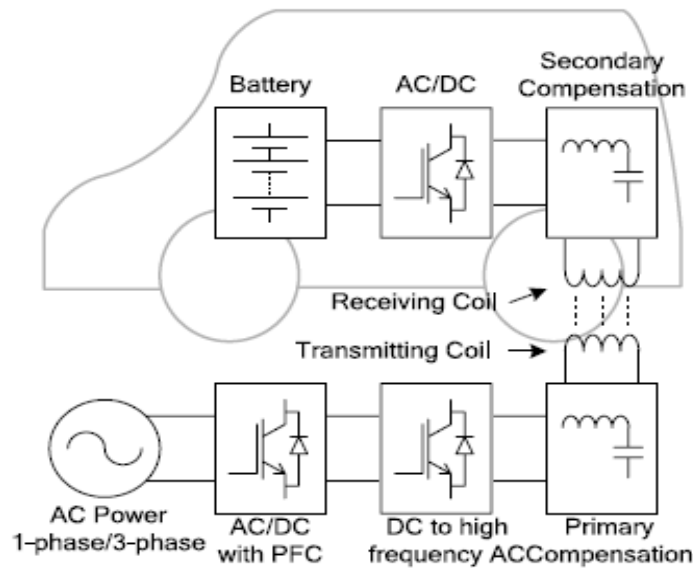 Battery
AC/DC
Secondary
Compensation
Receiving Coil
Transmitting Coil
AC Power
1-phase/3-phase
AC/DC
with PFC
DC to high
frequency AC
Primary
Compensation